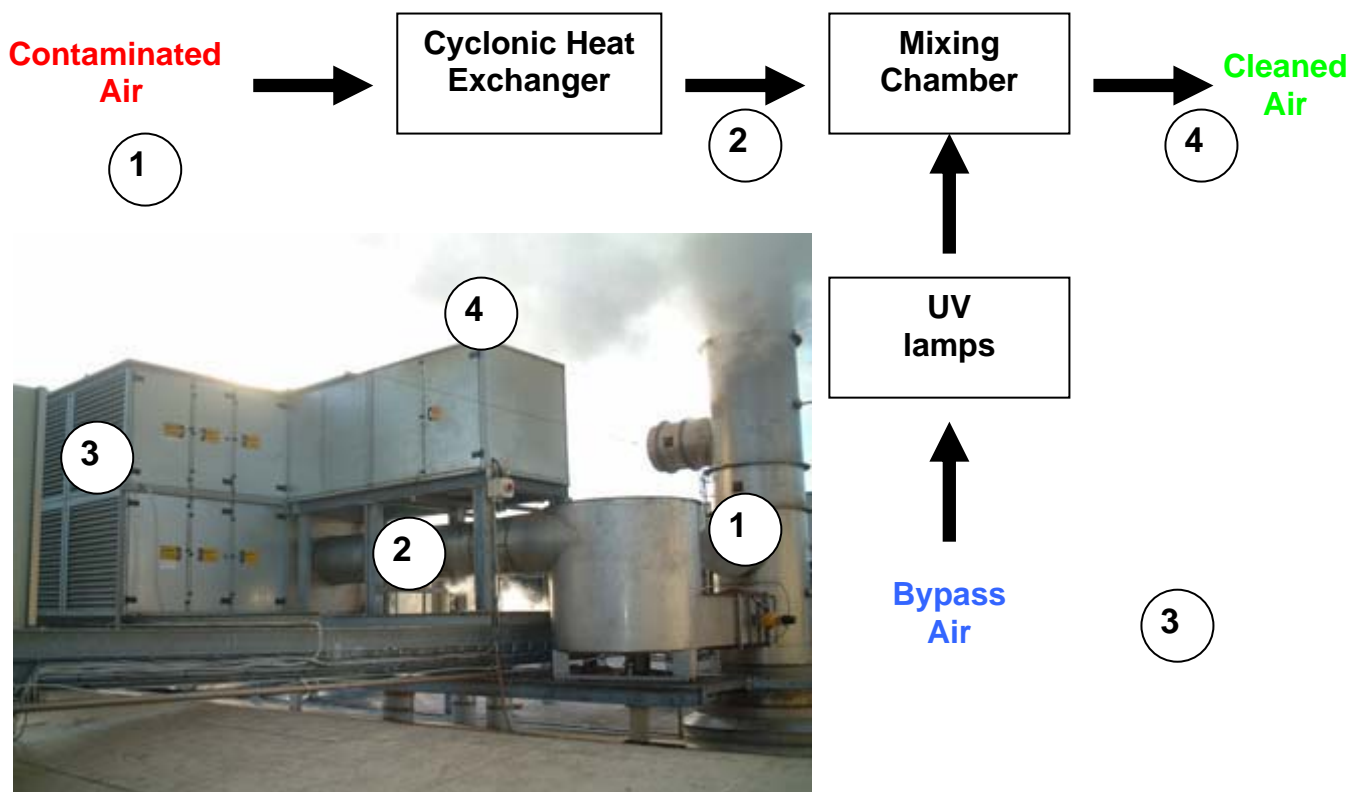 Contaminated
Air
1
Cyclonic Heat
Exchanger
2
Mixing
Chamber
4
Cleaned
Air
UV
lamps
Bypass
Air
3
4
3
2
1